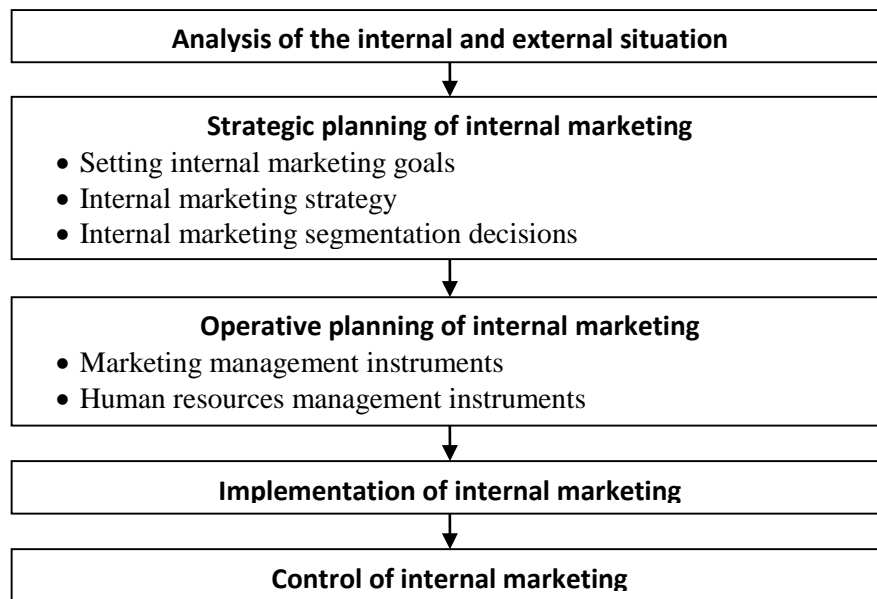 Analysis of the internal and external situation
Strategic planning of internal marketing
• Setting internal marketing goals
• Internal marketing strategy
• Internal marketing segmentation decisions
Operative planning of internal marketing
• Marketing management instruments
• Human resources management instruments
Implementation of internal marketing
Control of internal marketing